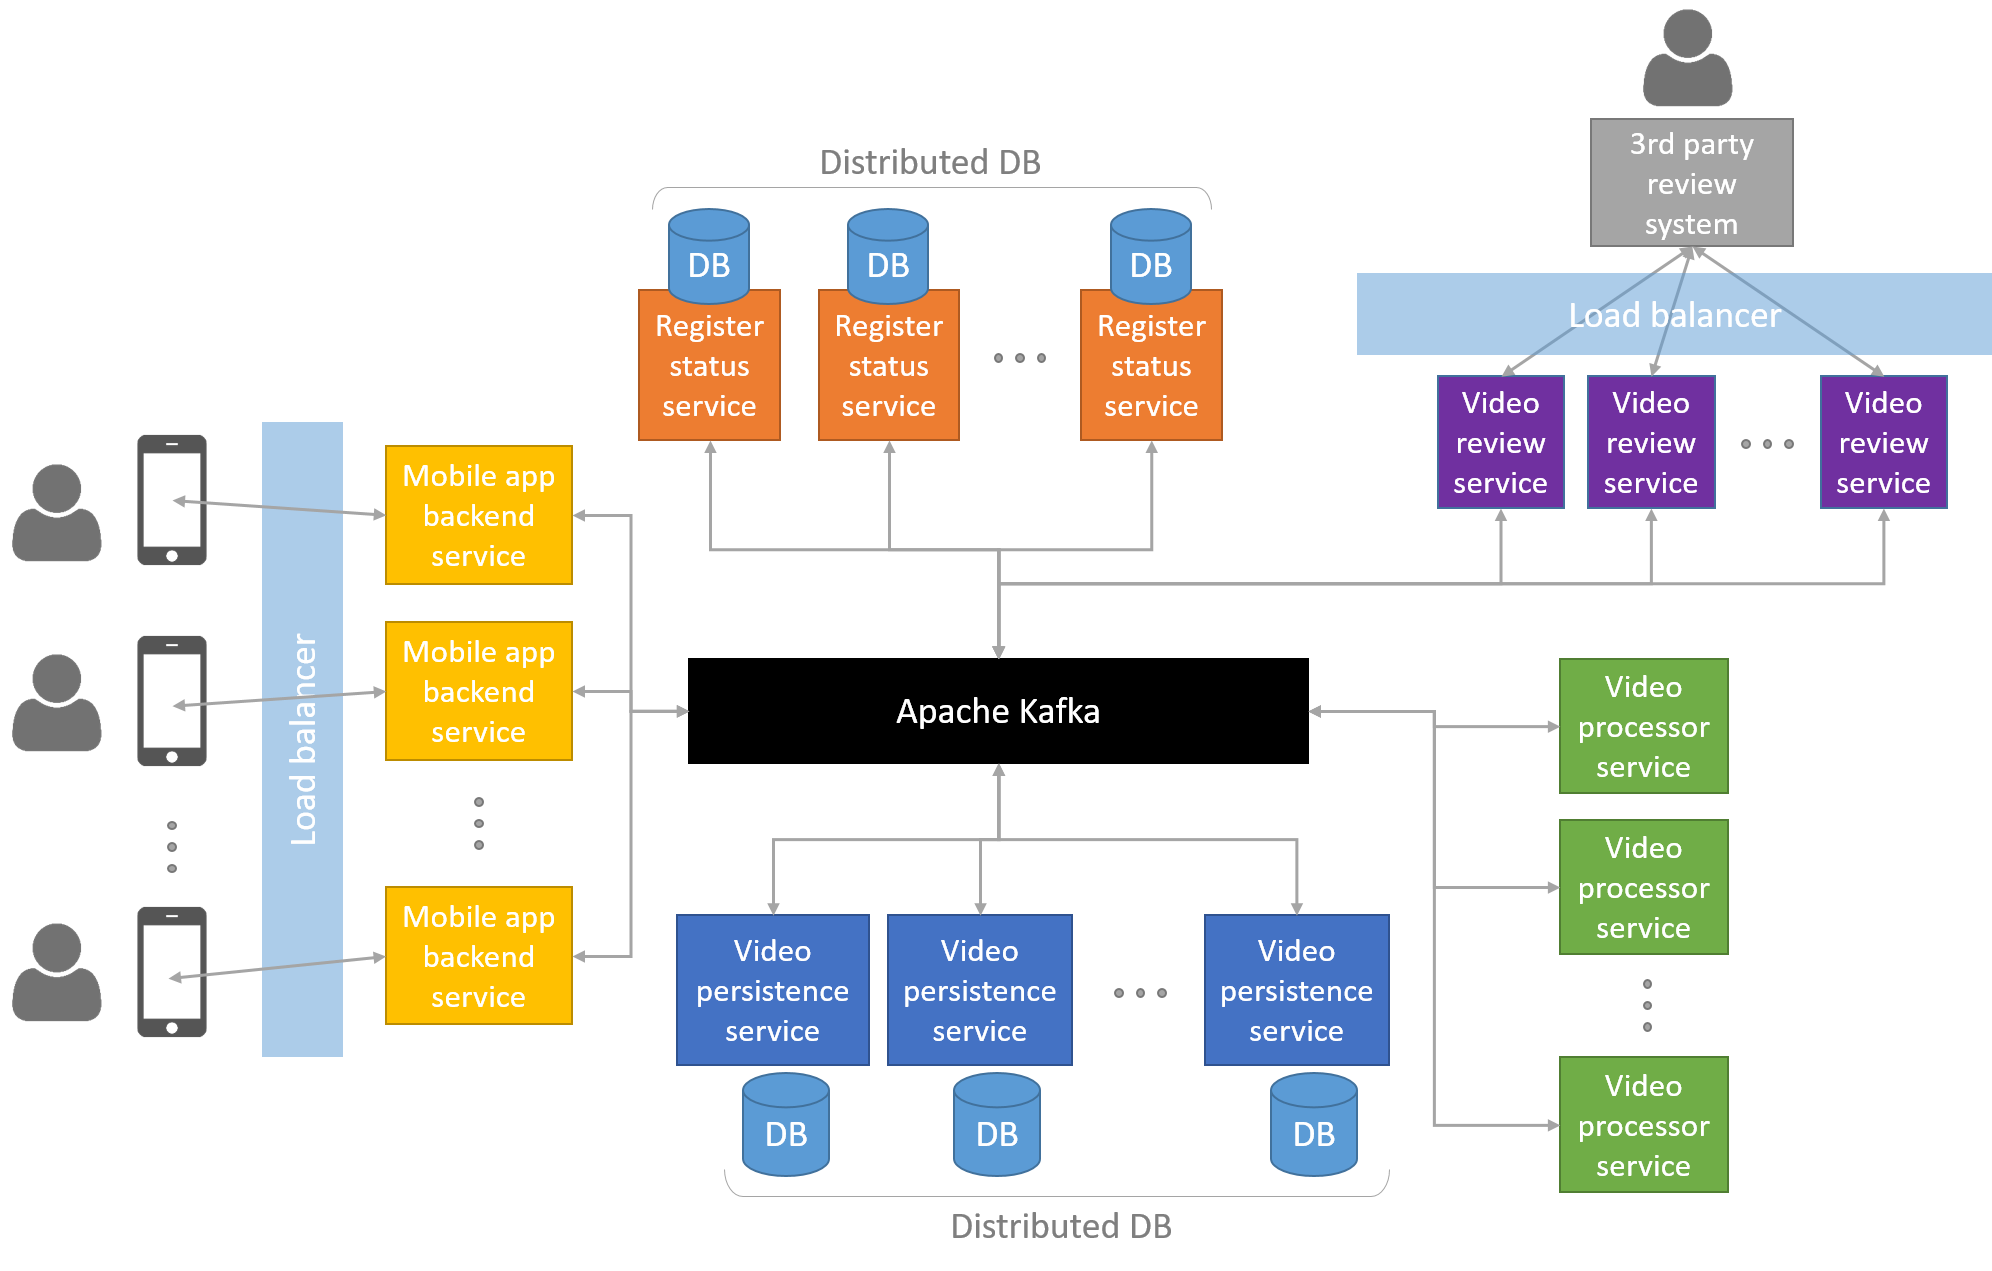 3rd party
review
system
Distributed DB
DB
DB
DB
Load balancer
Register
status
service
Register
status
service
Register
status
service
Video
review
service
Video
review
service
Video
review
service
Mobile app
backend
service
Load balancer
Mobile app
backend
service
Mobile app
backend
service
Apache Kafka
Video
processor
service
Video
processor
service
Video
processor
service
Video
persistence
service
Video
persistence
service
Video
persistence
service
DB
DB
DB
Distributed DB